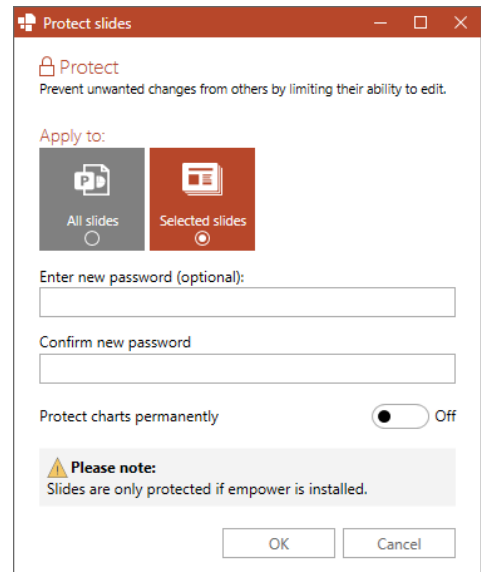 Protect slides
Protect
Prevent unwanted changes from others by limiting their ability to edit.
Apply to:
All slides
Selected slides
Enter new password (optional):
Confirm new password
Protect charts permanently
Off
Please note:
Slides are only protected if empower is installed.
OK
Cancel